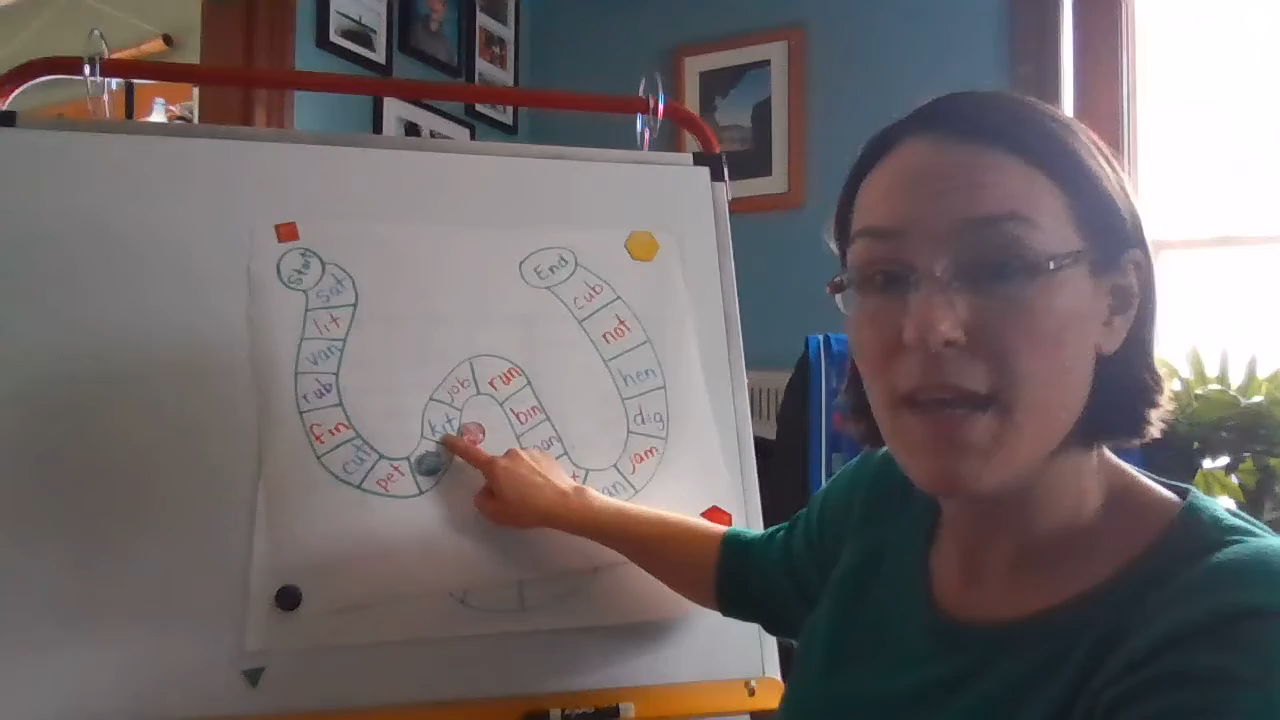 Start
sat
lit
van
rub
fin
cut
pet
kit
job
run
bin
jam
dig
hen
not
cub
End